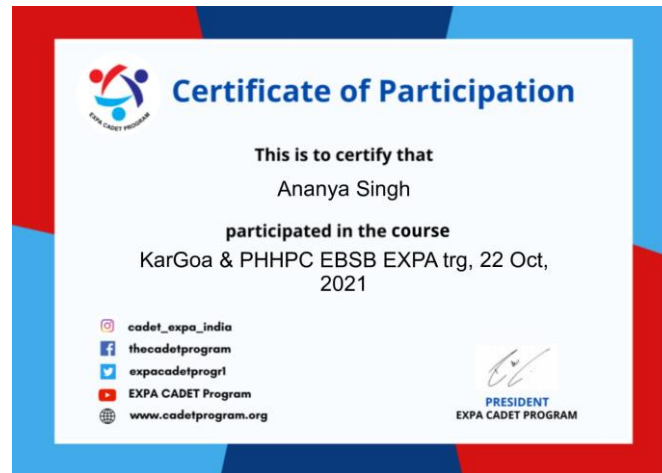 EXPA CADET PROGRAM
Certificate of Participation
This is to certify that
Ananya Singh
participated in the course
KarGoa & PHHPC EBSB EXPA trg, 22 Oct,
2021
cadet_expa_india
thecadetprogram
expacadetprogr1
EXPA CADET Program
www.cadetprogram.org
PRESIDENT
EXPA CADET PROGRAM